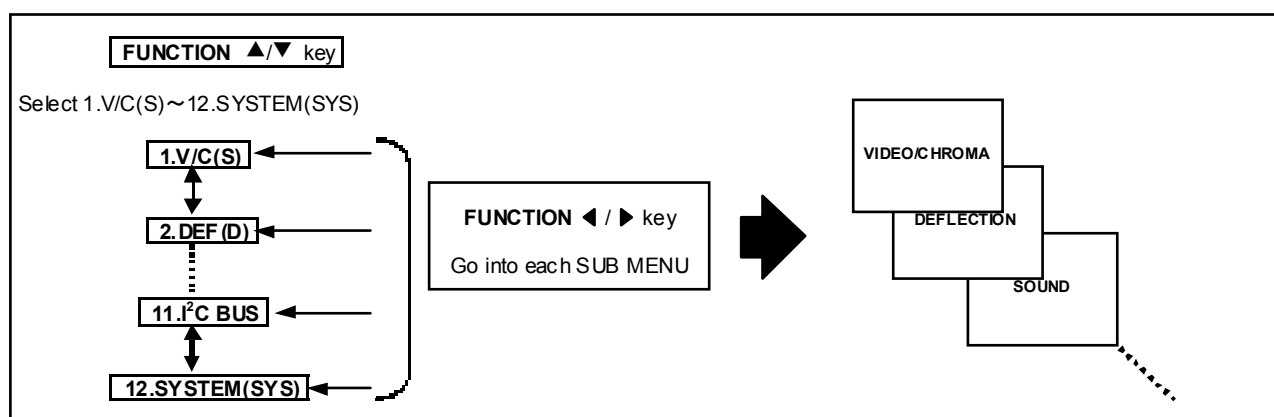 FUNCTION ▲/▼ key
Select 1.V/C(S)～12.SYSTEM(SYS)
1.V/C(S)
2.DEF(D)
11.I²C BUS
12.SYSTEM(SYS)
FUNCTION ◀ / ▶ key
Go into each SUB MENU
VIDEO/CHROMA
DEFLECTION
SOUND